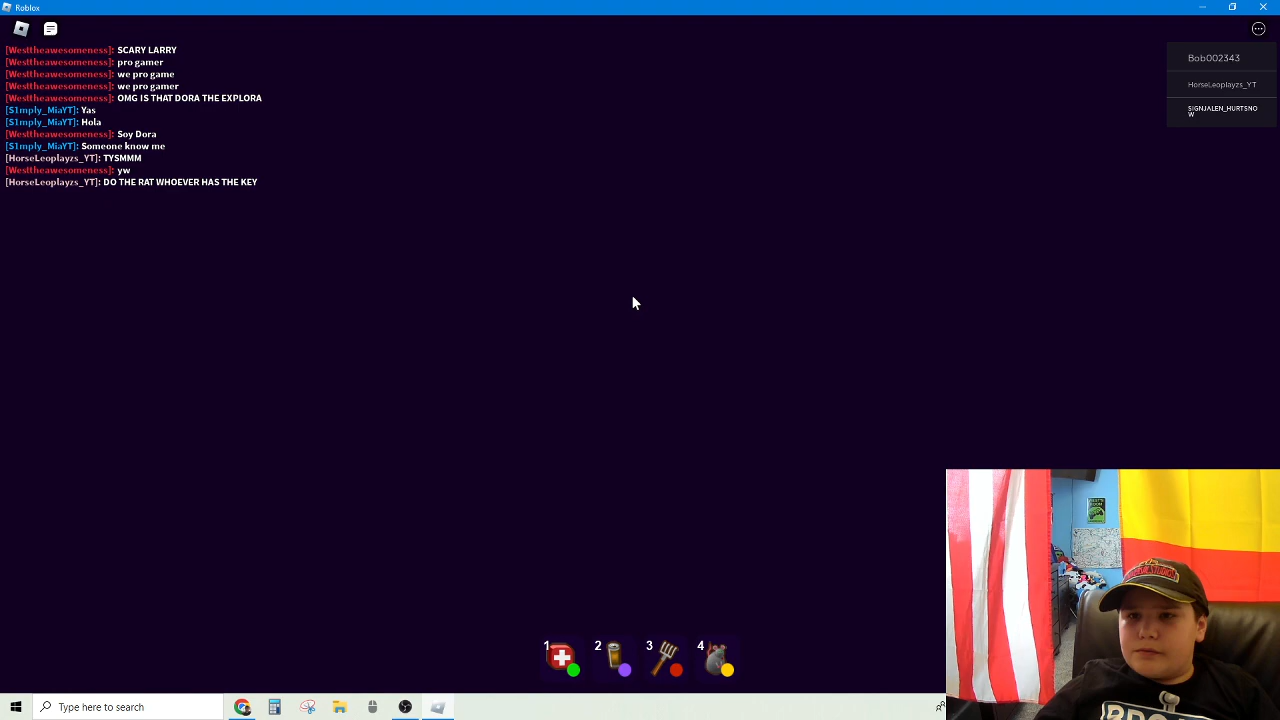 Roblox
[Westtheawesomeness]: SCARY LARRY
[Westtheawesomeness]: pro gamer
[Westtheawesomeness]: we pro game
[Westtheawesomeness]: we pro gamer
[Westtheawesomeness]: OMG IS THAT DORA THE EXPLORA
[S1mply_MiaYT]: Yas
[S1mply_MiaYT]: Hola
[Westtheawesomeness]: Soy Dora
[S1mply_MiaYT]: Someone know me
[HorseLeoplayzs_YT]: TYSMMM
[Westtheawesomeness]: yw
[HorseLeoplayzs_YT]: DO THE RAT WHOEVER HAS THE KEY
Bob002343
HorseLeoplayzs_YT
SIGNJALEN_HURTSNO
W
1
2
3
4
Type here to search